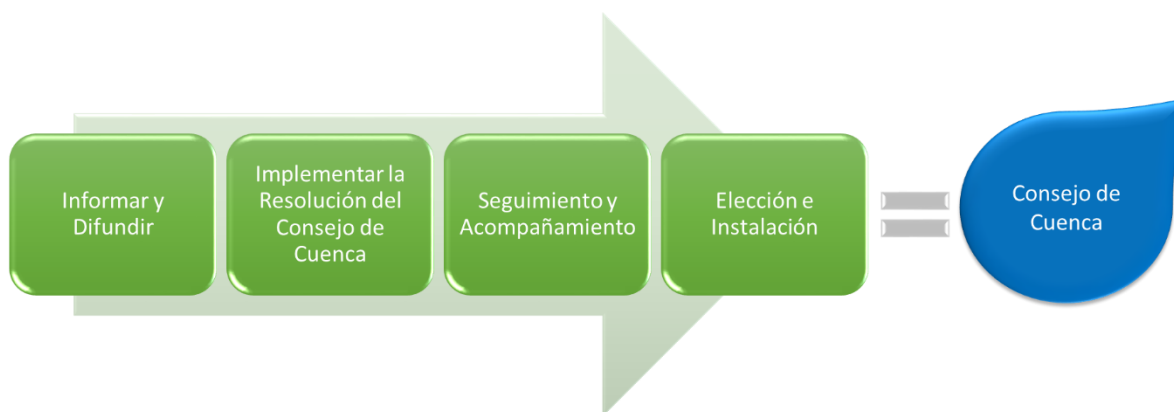 Informar y
Difundir
Implementar la
Resolución del
Consejo de
Cuenca
Seguimiento y
Acompañamiento
Elección e
Instalación
Consejo de
Cuenca